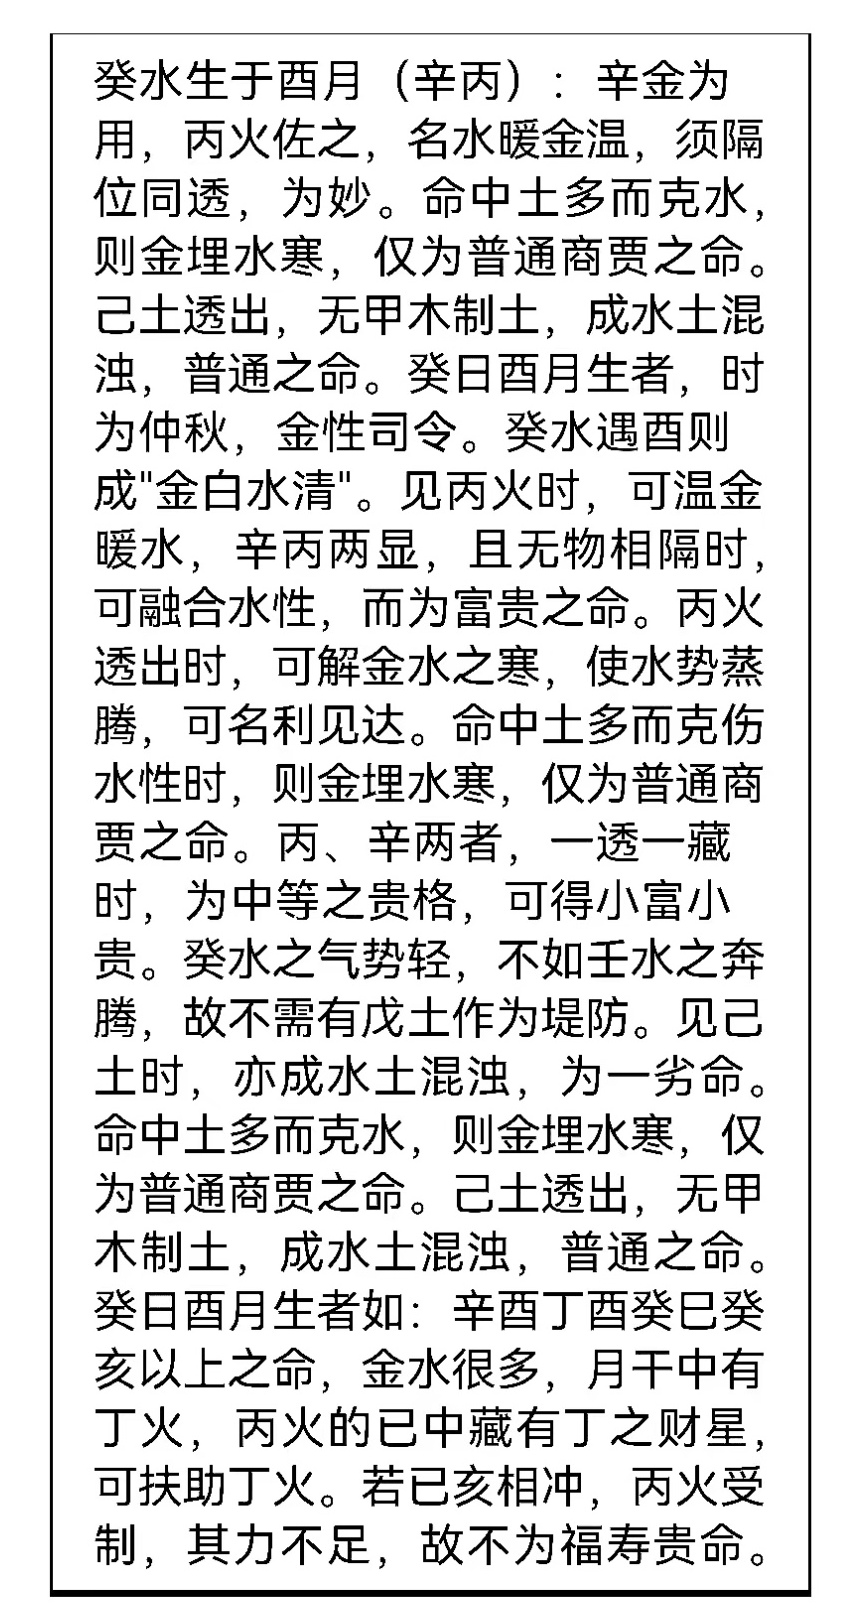 癸水生于酉月（辛丙）：辛金为
用，丙火佐之，名水暖金温，须隔
位同透，为妙。命中土多而克水，
则金埋水寒，仅为普通商贾之命。
己土透出，无甲木制土，成水土混
浊，普通之命。癸日酉月生者，时
为仲秋，金性司令。癸水遇酉则
成"金白水清"。见丙火时，可温金
暖水，辛丙两显，且无物相隔时，
可融合水性，而为富贵之命。丙火
透出时，可解金水之寒，使水势蒸
腾，可名利见达。命中土多而克伤
水性时，则金埋水寒，仅为普通商
贾之命。丙、辛两者，一透一藏
时，为中等之贵格，可得小富小
贵。癸水之气势轻，不如壬水之奔
腾，故不需有戊土作为堤防。见己
土时，亦成水土混浊，为一劣命。
命中土多而克水，则金埋水寒，仅
为普通商贾之命。己土透出，无甲
木制土，成水土混浊，普通之命。
癸日酉月生者如：辛酉丁酉癸巳癸
亥以上之命，金水很多，月干中有
丁火，丙火的已中藏有丁之财星，
可扶助丁火。若已亥相冲，丙火受
制，其力不足，故不为福寿贵命。